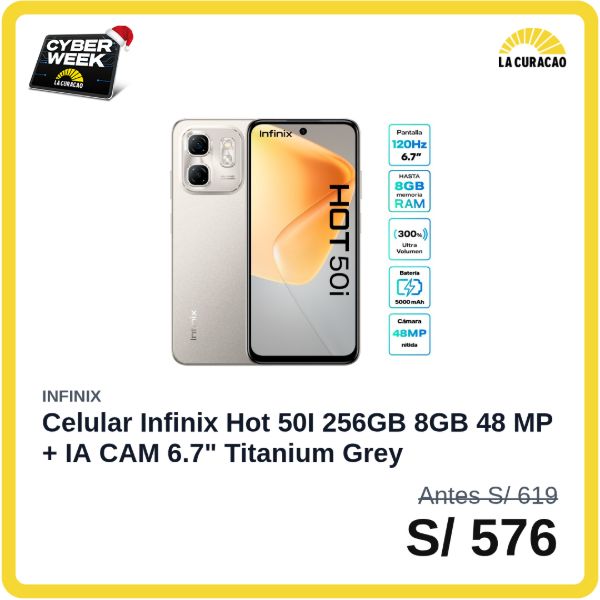 CYBER
WEEK
LA CURACAO
LA CURACAO
Infinix
HOT 50i
Infinix
Pantalla
120Hz
6.7"
HASTA
8GB
memoria
RAM
300%
Ultra
Volumen
Batería
5000 mAh
Cámara
48MP
nítida
INFINIX
Celular Infinix Hot 50I 256GB 8GB 48 MP
+ IA CAM 6.7" Titanium Grey
Antes S/ 619
S/ 576